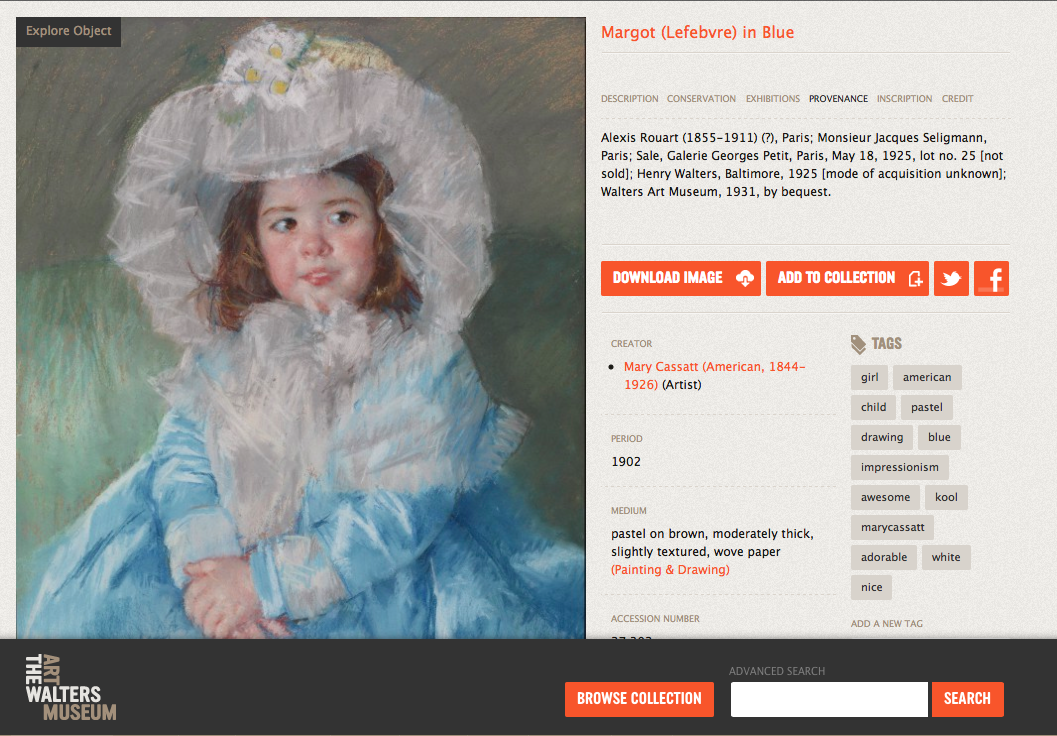 Explore Object
Margot (Lefebvre) in Blue
DESCRIPTION CONSERVATION EXHIBITIONS PROVENANCE INSCRIPTION CREDIT
Alexis Rouart (1855-1911) (?), Paris; Monsieur Jacques Seligmann,
Paris; Sale, Galerie Georges Petit, Paris, May 18, 1925, lot no. 25 [not
sold]; Henry Walters, Baltimore, 1925 [mode of acquisition unknown];
Walters Art Museum, 1931, by bequest.
DOWNLOAD IMAGE ADD TO COLLECTION
CREATOR
Mary Cassatt (American, 1844-
1926) (Artist)
PERIOD
1902
MEDIUM
pastel on brown, moderately thick,
slightly textured, wove paper
(Painting & Drawing)
ACCESSION NUMBER
TAGS
girl american
child pastel
drawing blue
impressionism
awesome kool
marycassatt
adorable white
nice
ADD A NEW TAG
THE
ART
WALTERS
MUSEUM
BROWSE COLLECTION
ADVANCED SEARCH
SEARCH